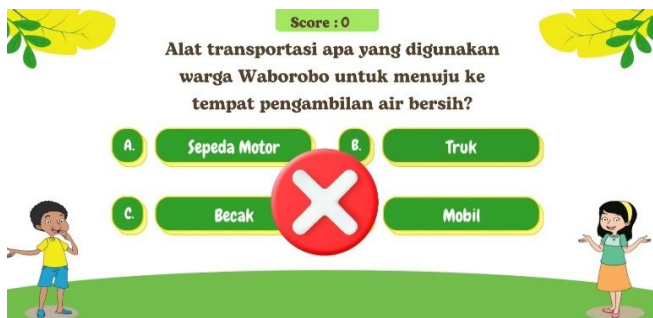 Score : 0
Alat transportasi apa yang digunakan
warga Waborobo untuk menuju ke
tempat pengambilan air bersih?
A. Sepeda Motor
B. Truk
C. Becak
Mobil